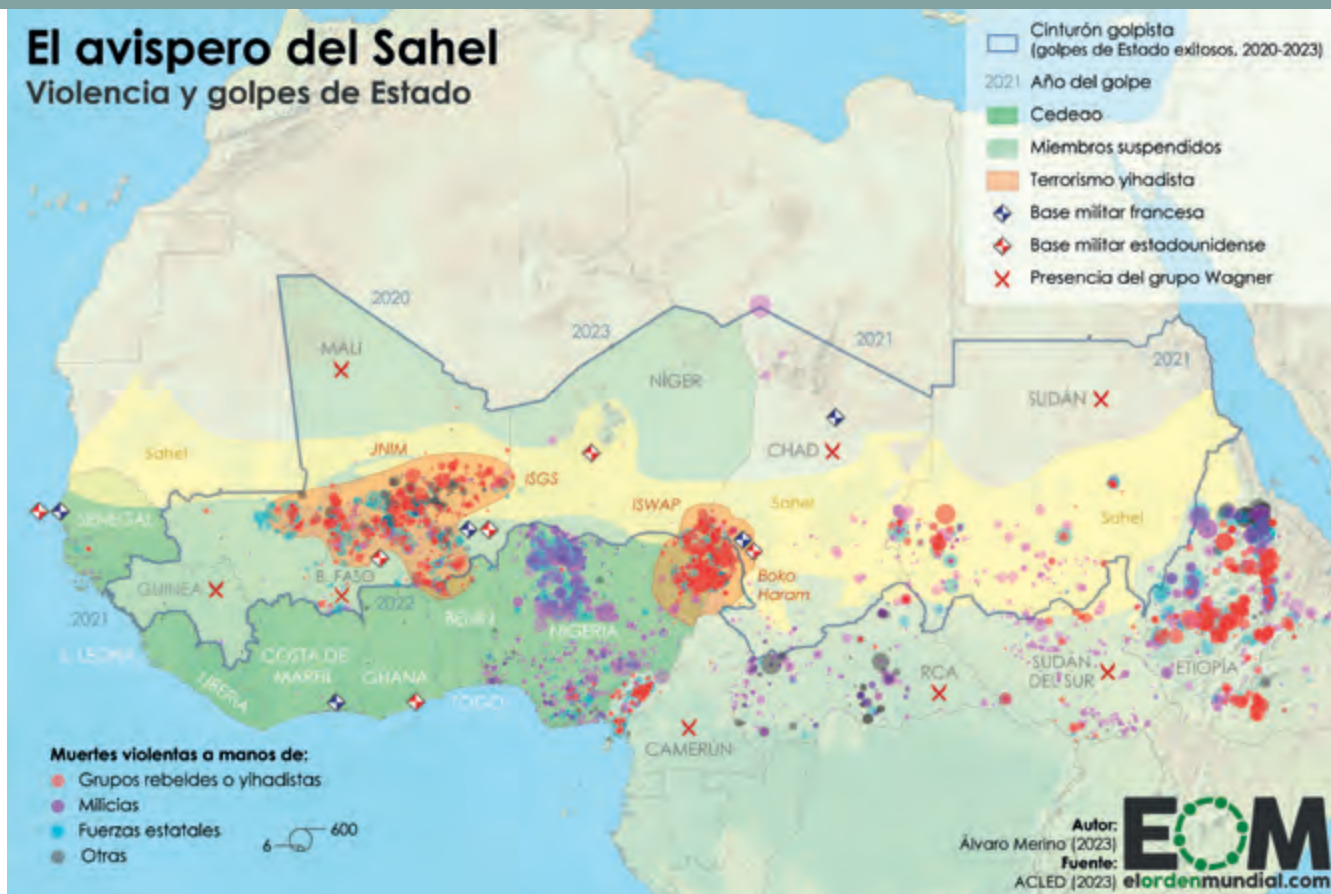 El avispero del Sahel
Violencia y golpes de Estado
Cinturón golpista
(golpes de Estado exitosos, 2020-2023)
2021 Año del golpe
Cedeao
Miembros suspendidos
Terrorismo yihadista
Base militar francesa
Base militar estadounidense
Presencia del grupo Wagner
2020
2023
2021
2021
MALI
NÍGER
SUDÁN
CHAD
Sahel
JNIM
ISGS
ISWAP
Sahel
Sahel
SENEGAL
GUINEA
B. FASO
2022
Boko
Haram
2021
BENÍN
NIGERIA
S. LEONA
COSTA DE
MARFIL
GHANA
LIBERIA
TOGO
RCA
SUDÁN
DEL SUR
ETIOPÍA
CAMERÚN
Muertes violentas a manos de:
Grupos rebeldes o yihadistas
Milicias
Fuerzas estatales
Otras
6
600
Autor:
Álvaro Merino (2023)
Fuente:
ACLED (2023)
EOM
elordenmundial.com